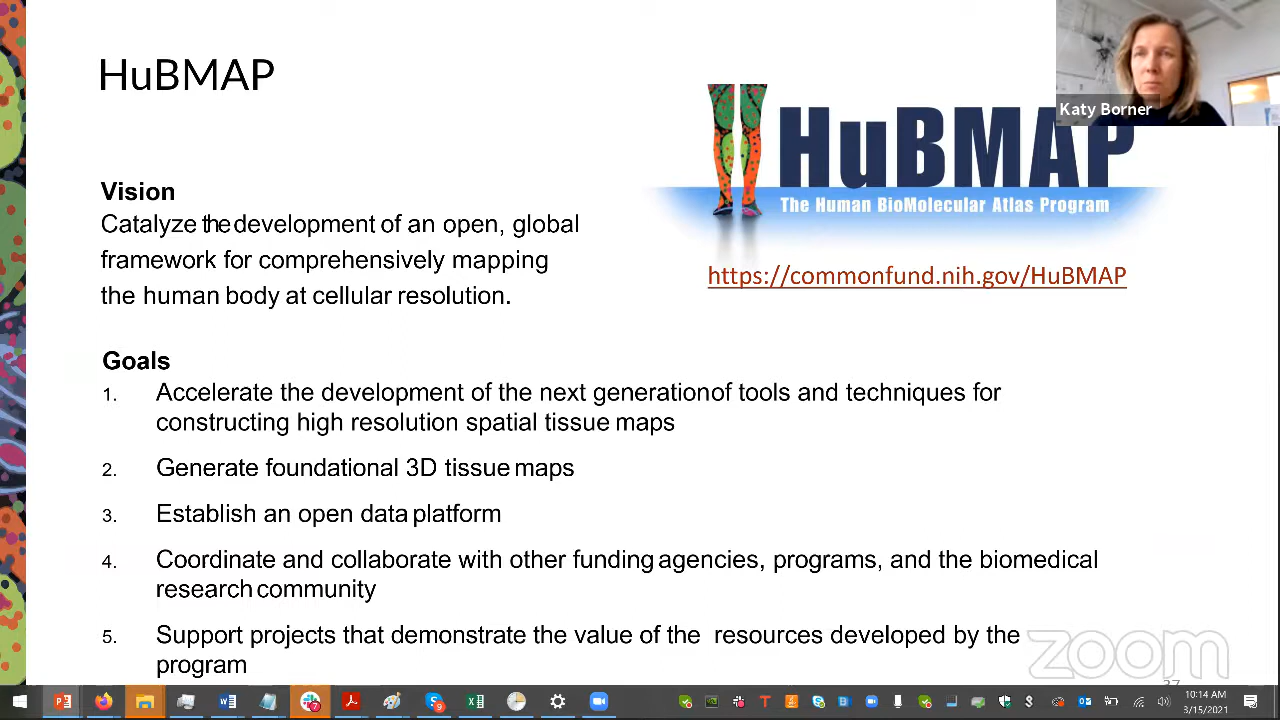 HuBMAP
Katy Borner
HuBMAP
The Human BioMolecular Atlas Program
https://commonfund.nih.gov/HuBMAP
Vision
Catalyze the development of an open, global
framework for comprehensively mapping
the human body at cellular resolution.
Goals
1. Accelerate the development of the next generation of tools and techniques for
constructing high resolution spatial tissue maps
2. Generate foundational 3D tissue maps
3. Establish an open data platform
4. Coordinate and collaborate with other funding agencies, programs, and the biomedical
research community
5. Support projects that demonstrate the value of the resources developed by the
program
zoom
37
10:14 AM
3/15/2021